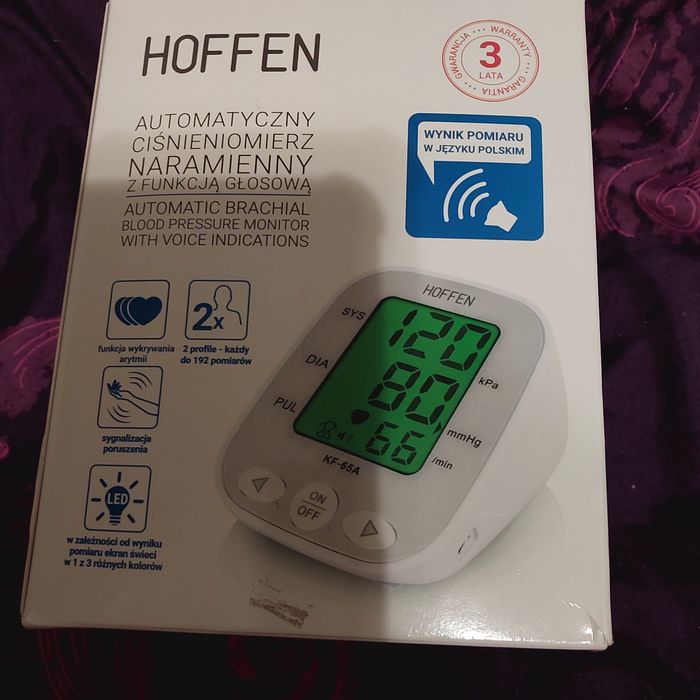 HOFFEN
GWARANCJA WARRANTY
3
LATA
GARANTIA
AUTOMATYCZNY
CIŚNIENIOMIERZ
NARAMIENNY
Z FUNKCJĄ GŁOSOWĄ
AUTOMATIC BRACHIAL
BLOOD PRESSURE MONITOR
WITH VOICE INDICATIONS
WYNIK POMIARU
W JĘZYKU POLSKIM
funkcja wykrywania
arytmii
2x
2 profile - każdy
do 192 pomiarów
sygnalizacja
poruszenia
LED
w zależności od wyniku
pomiaru ekran świeci
w 1 z 3 różnych kolorów
HOFFEN
SYS
120
kPa
DIA
80
mmHg
PUL
66
/min
KF-65A
ON
OFF